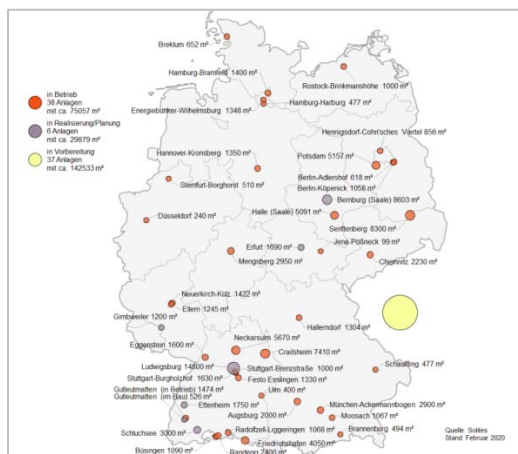 Breklum 652 m²
Hamburg-Bramfeld 1400 m²
Rostock-Brinkmanshöhe 1000 m²
in Betrieb
38 Anlagen
mit ca. 75057 m²
Energiebunker-Wilhelmsburg 1348 m²
Hamburg-Harburg 477 m²
in Realisierung/Planung
6 Anlagen
mit ca. 29879 m²
Hennigsdorf-Cohn'sches Viertel 856 m²
in Vorbereitung
37 Anlagen
mit ca. 142533 m²
Hannover-Kronsberg 1350 m²
Potsdam 5157 m²
Steinfurt-Borghorst 510 m²
Berlin-Adlershof 618 m²
Berlin-Köpenick 1058 m²
Bernburg (Saale) 8603 m²
Düsseldorf 240 m²
Halle (Saale) 5091 m²
Senftenberg 8300 m²
Erfurt 1690 m²
Jena-Pößneck 99 m²
Mengsberg 2950 m²
Chemnitz 2230 m²
Neuerkirch-Külz 1422 m²
Ellern 1245 m²
Gimbweiler 1200 m²
Hallerndorf 1304 m²
Eggenstein 1600 m²
Neckarsulm 5670 m²
Crailsheim 7410 m²
Ludwigsburg 14800 m²
Stuttgart-Brenzstraße 1000 m²
Schaufling 477 m²
Stuttgart-Burgholzhof 1630 m²
Festo Esslingen 1330 m²
Gutleutmatten (in Betrieb) 1474 m²
Ulm 400 m²
Gutleutmatten (im Bau) 526 m²
Ettenheim 1750 m²
München-Ackermannbogen 2900 m²
Augsburg 2000 m²
Moosach 1067 m²
Schluchsee 3000 m²
Radolfzell-Liggeringen 1068 m²
Brannenburg 494 m²
Büsingen 1090 m²
Friedrichshafen 4050 m²
Randegg 2400 m²
Quelle: Solites
Stand: Februar 2020